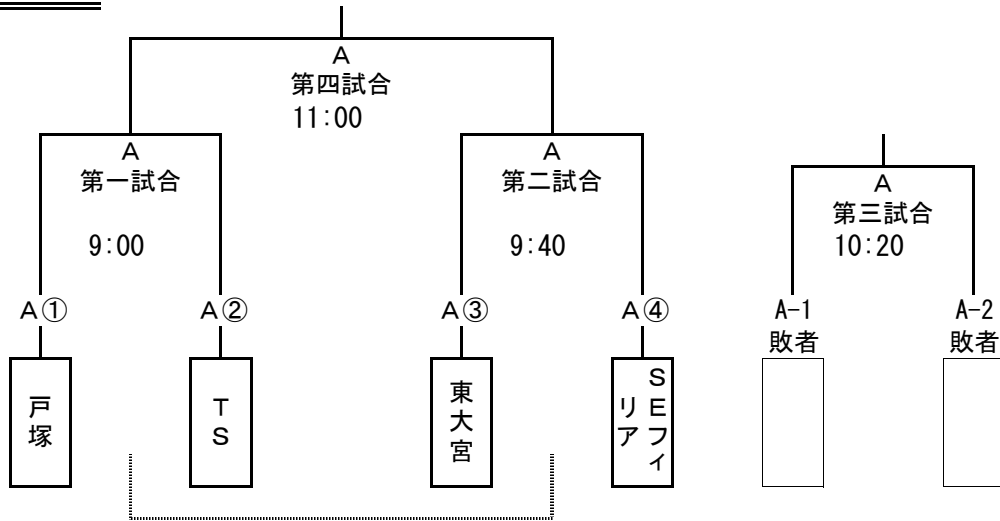 A
第四試合
11:00
A
第一試合
9:00
A
第二試合
9:40
A
第三試合
10:20
A①
A②
A③
A④
A-1
敗者
A-2
敗者
戸塚
TS
東大宮
SEフィ
リア